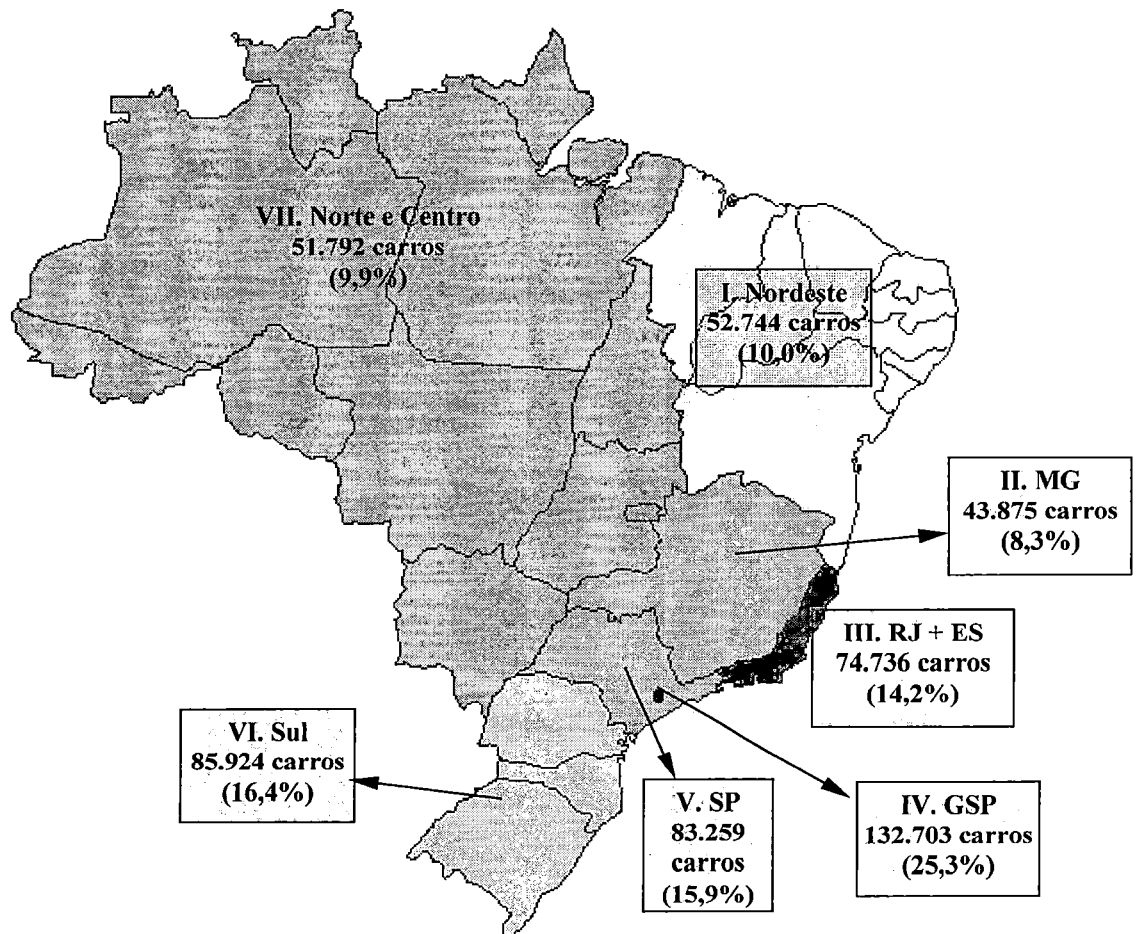 VII. Norte e Centro
51.792 carros
(9,9%)
I. Nordeste
52.744 carros
(10,0%)
II. MG
43.875 carros
(8,3%)
III. RJ + ES
74.736 carros
(14,2%)
VI. Sul
85.924 carros
(16,4%)
V. SP
83.259
carros
(15,9%)
IV. GSP
132.703 carros
(25,3%)